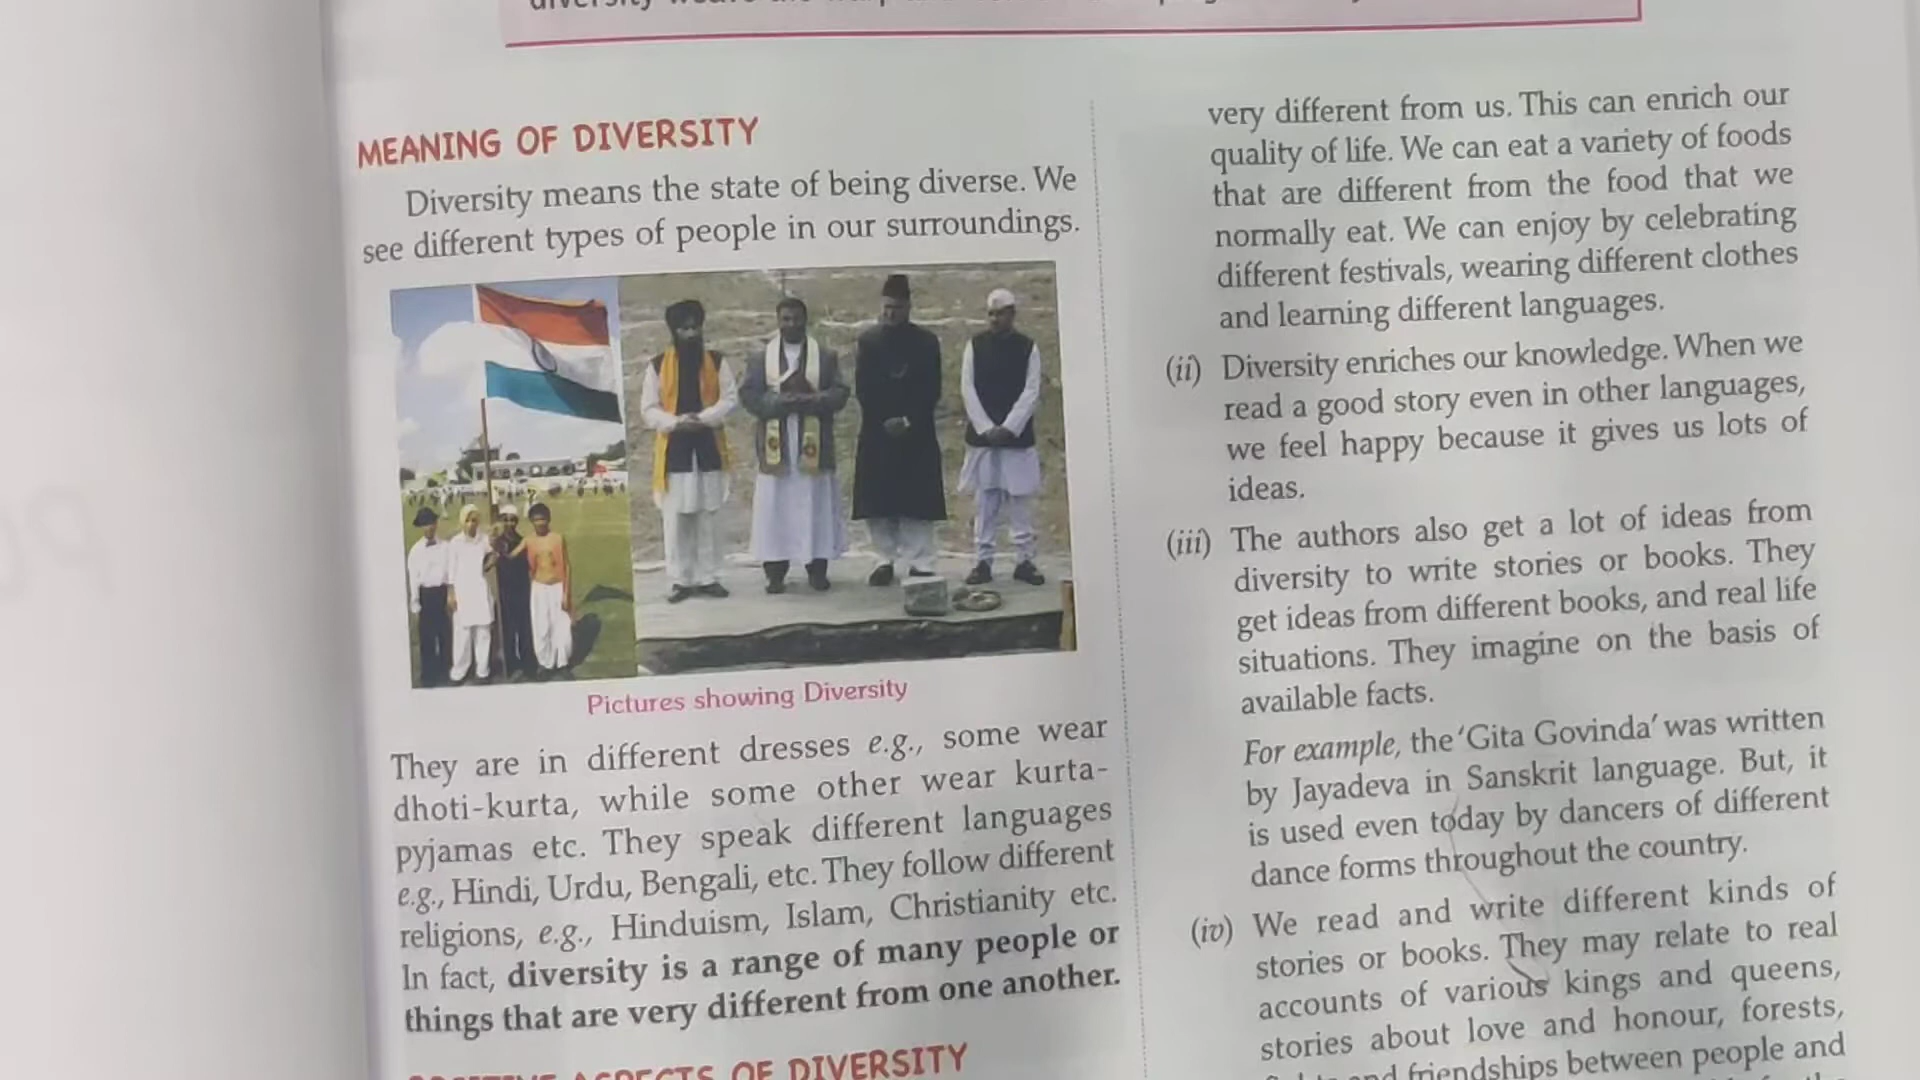 MEANING OF DIVERSITY
Diversity means the state of being diverse. We
see different types of people in our surroundings.
Pictures showing Diversity
They are in different dresses e.g., some wear
dhoti-kurta, while some other wear kurta-
pyjamas etc. They speak different languages
e.g., Hindi, Urdu, Bengali, etc. They follow different
religions, e.g., Hinduism, Islam, Christianity etc.
In fact, diversity is a range of many people or
things that are very different from one another.
ASPECTS OF DIVERSITY
very different from us. This can enrich our
quality of life. We can eat a variety of foods
that are different from the food that we
normally eat. We can enjoy by celebrating
different festivals, wearing different clothes
and learning different languages.
(ii) Diversity enriches our knowledge. When we
read a good story even in other languages,
we feel happy because it gives us lots of
ideas.
(iii) The authors also get a lot of ideas from
diversity to write stories or books. They
get ideas from different books, and real life
situations. They imagine on the basis of
available facts.
For example, the 'Gita Govinda' was written
by Jayadeva in Sanskrit language. But, it
is used even today by dancers of different
dance forms throughout the country.
(iv) We read and write different kinds of
stories or books. They may relate to real
accounts of various kings and queens,
stories about love and honour, forests,
and friendships between people and